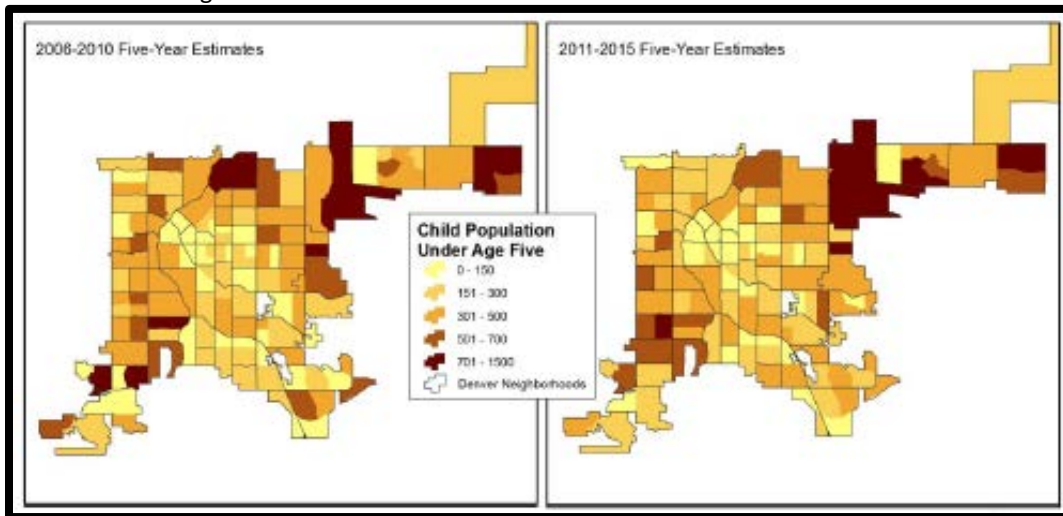 2006-2010 Five-Year Estimates
2011-2015 Five-Year Estimates
Child Population
Under Age Five
0 - 150
151 - 300
301 - 500
501 - 700
701 - 1500
Denver Neighborhoods